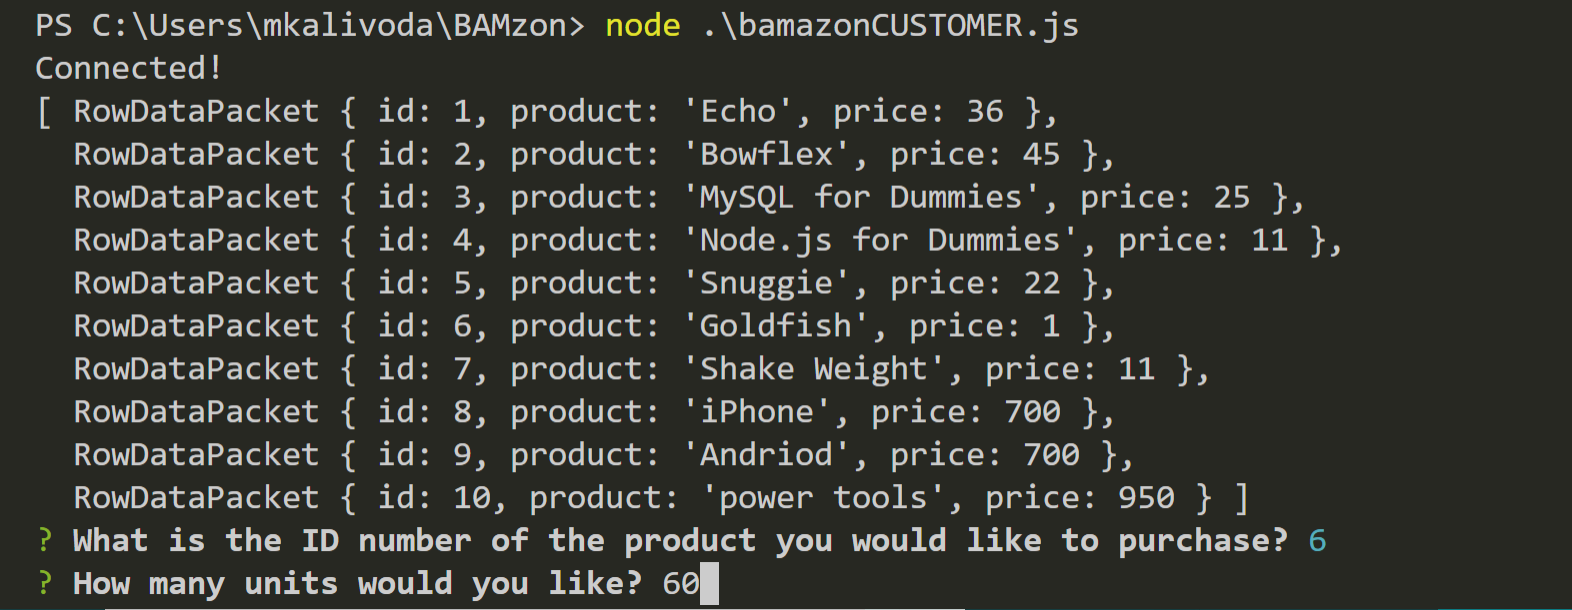 PS C:\Users\mkalivoda\BAMzon> node .\bamazonCUSTOMER.js
Connected!
[ RowDataPacket { id: 1, product: 'Echo', price: 36 },
  RowDataPacket { id: 2, product: 'Bowflex', price: 45 },
  RowDataPacket { id: 3, product: 'MySQL for Dummies', price: 25 },
  RowDataPacket { id: 4, product: 'Node.js for Dummies', price: 11 },
  RowDataPacket { id: 5, product: 'Snuggie', price: 22 },
  RowDataPacket { id: 6, product: 'Goldfish', price: 1 },
  RowDataPacket { id: 7, product: 'Shake Weight', price: 11 },
  RowDataPacket { id: 8, product: 'iPhone', price: 700 },
  RowDataPacket { id: 9, product: 'Andriod', price: 700 },
  RowDataPacket { id: 10, product: 'power tools', price: 950 } ]
? What is the ID number of the product you would like to purchase? 6
? How many units would you like? 60